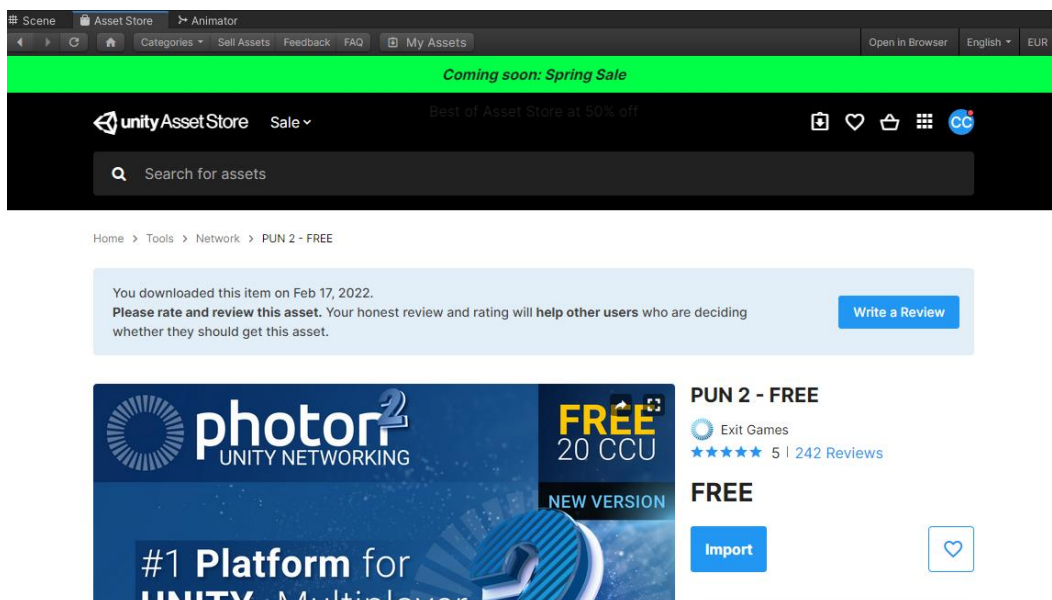 Scene Asset Store Animator
Categories Sell Assets Feedback FAQ My Assets Open in Browser English EUR
Coming soon: Spring Sale
Best of Asset Store at 50% off
unity Asset Store Sale
CC
Search for assets
Home > Tools > Network > PUN 2 - FREE
You downloaded this item on Feb 17, 2022.
Please rate and review this asset. Your honest review and rating will help other users who are deciding
whether they should get this asset.
Write a Review
photon 2
UNITY NETWORKING
FREE
20 CCU
NEW VERSION
#1 Platform for
UNITY Multiplayer
PUN 2 - FREE
Exit Games
5 | 242 Reviews
FREE
Import